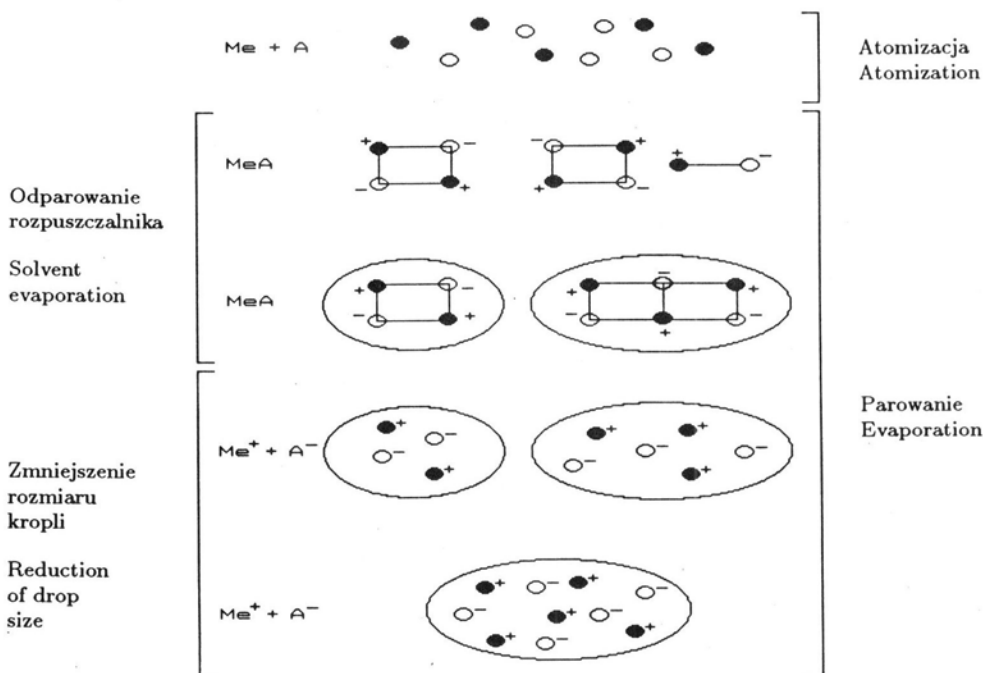 Me + A
Atomizacja
Atomization
+ - - + + -
MeA
- + + -
Odparowanie
rozpuszczalnika
Solvent
evaporation
-
+ - + +
MeA
- + - -
+
Parowanie
Evaporation
+ - + +
Me⁺ + A⁻
- - - -
+ +
Zmniejszenie
rozmiaru
kropli
Reduction
of drop
size
+ - + -
Me⁺ + A⁻
- + -
+ - +